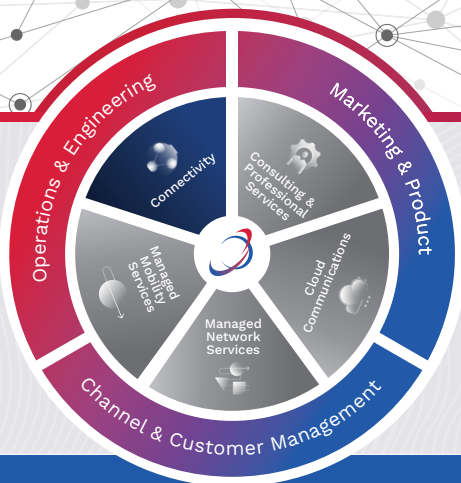 Operations & Engineering
Marketing & Product
Channel & Customer Management
Connectivity
Consulting &
Professional
Services
Cloud
Communications
Managed
Network
Services
Managed
Mobility
Services